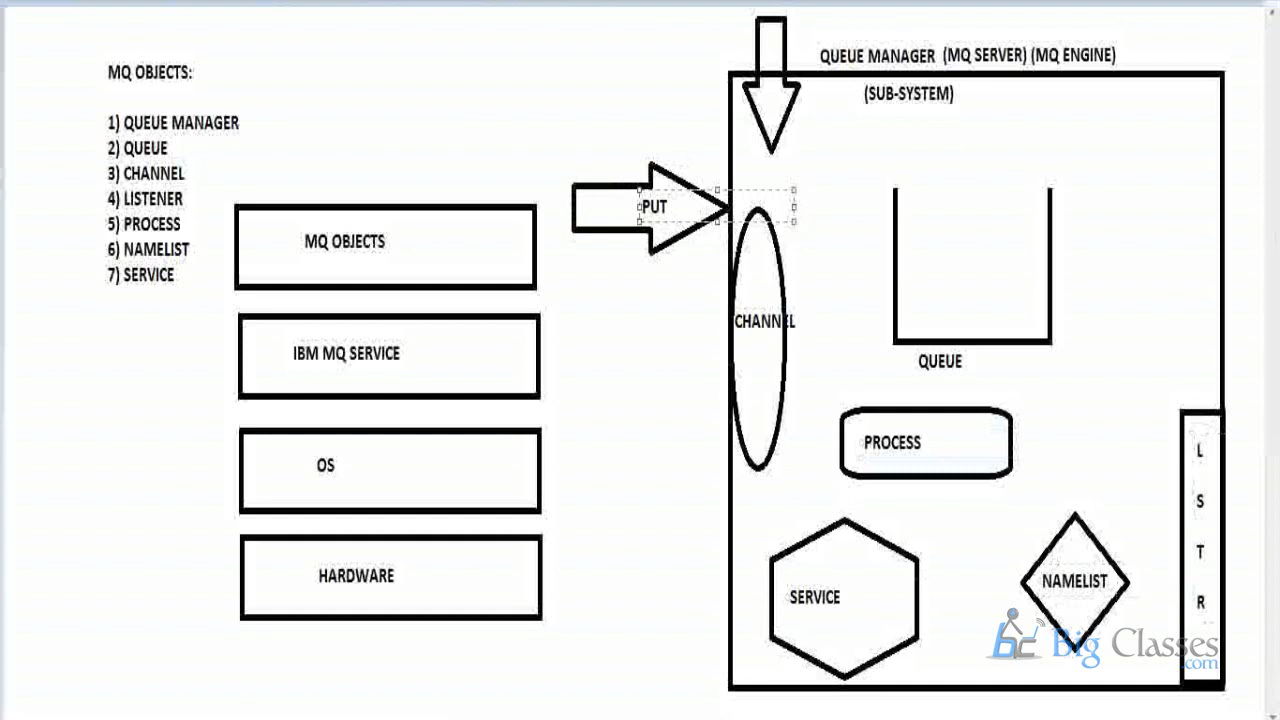 MQ OBJECTS:
1) QUEUE MANAGER
2) QUEUE
3) CHANNEL
4) LISTENER
5) PROCESS
6) NAMELIST
7) SERVICE
MQ OBJECTS
IBM MQ SERVICE
OS
HARDWARE
PUT
QUEUE MANAGER (MQ SERVER) (MQ ENGINE)
(SUB-SYSTEM)
CHANNEL
QUEUE
PROCESS
SERVICE
NAMELIST
L
S
T
R
bc Big Classes
.com